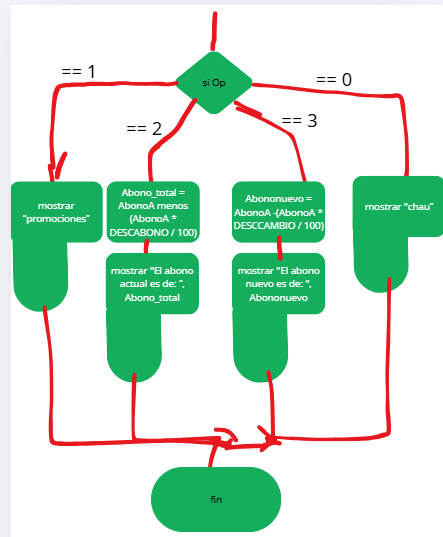 si Op
== 1
== 0
== 2
== 3
mostrar
“promociones”
Abono_total =
AbonoA menos
(AbonoA *
DESCABONO / 100)
Abononuevo =
AbonoA -(AbonoA *
DESCCAMBIO / 100)
mostrar "chau”
mostrar "El abono
actual es de: ",
Abono_total
mostrar "El abono
nuevo es de: ",
Abononuevo
fin